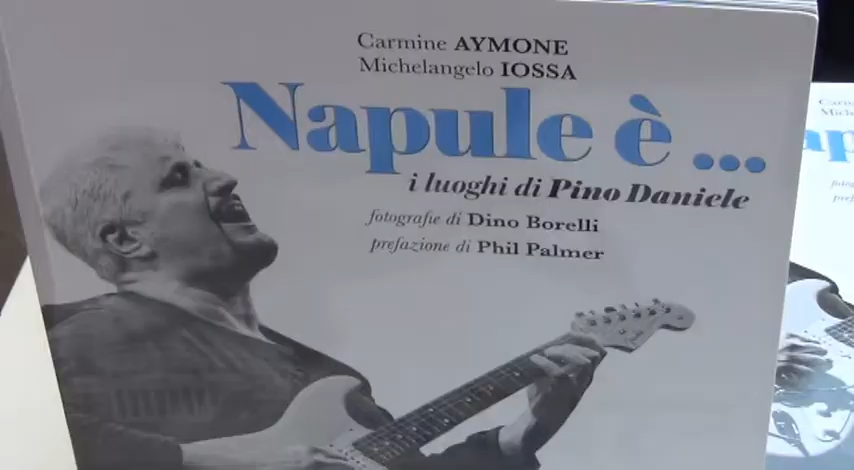 Carmine AYMONE
Michelangelo IOSSA
Napule è ...
i luoghi di Pino Daniele
fotografie di Dino Borelli
prefazione di Phil Palmer